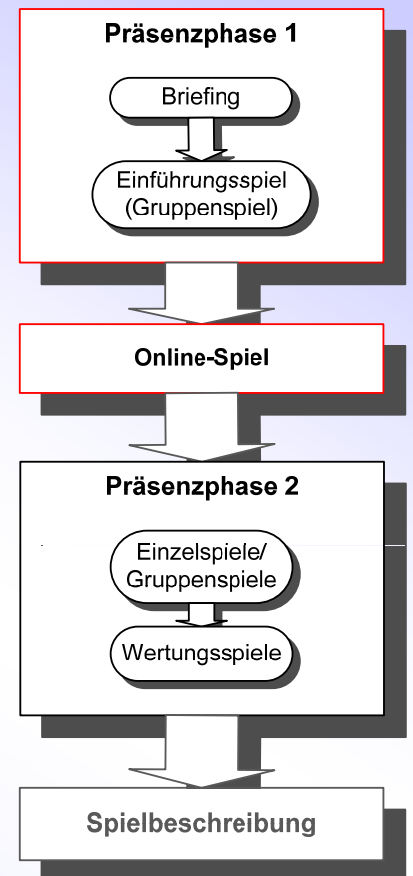 Präsenzphase 1
Briefing
Einführungsspiel
(Gruppenspiel)
Online-Spiel
Präsenzphase 2
Einzelspiele/
Gruppenspiele
Wertungsspiele
Spielbeschreibung